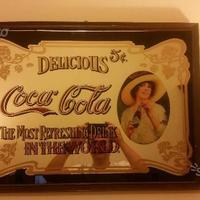 DELICIOUS 5¢
Coca-Cola
THE MOST REFRESHING DRINK
IN THE WORLD